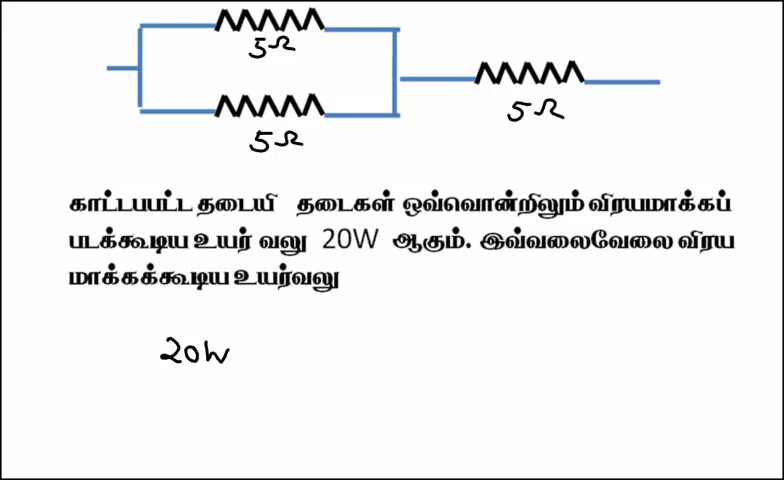 5Ω
5Ω
5Ω
காட்டபபட்ட தடையி தடைகள் ஒவ்வொன்றிலும் விரயமாக்கப்
படக்கூடிய உயர் வலு 20W ஆகும். இவ்வலைவேலை விரய
மாக்கக்கூடிய உயர்வலு
20W